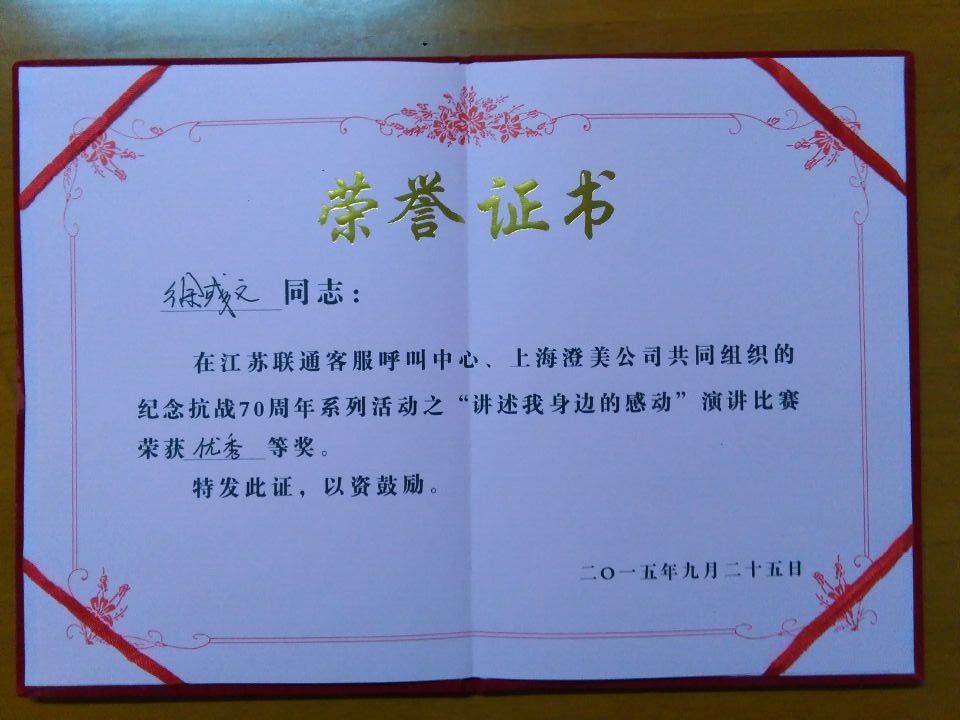 荣誉证书
徐成文 同志：
在江苏联通客服呼叫中心、上海澄美公司共同组织的
纪念抗战70周年系列活动之“讲述我身边的感动”演讲比赛
荣获 优秀 等奖。
特发此证，以资鼓励。
二〇一五年九月二十五日